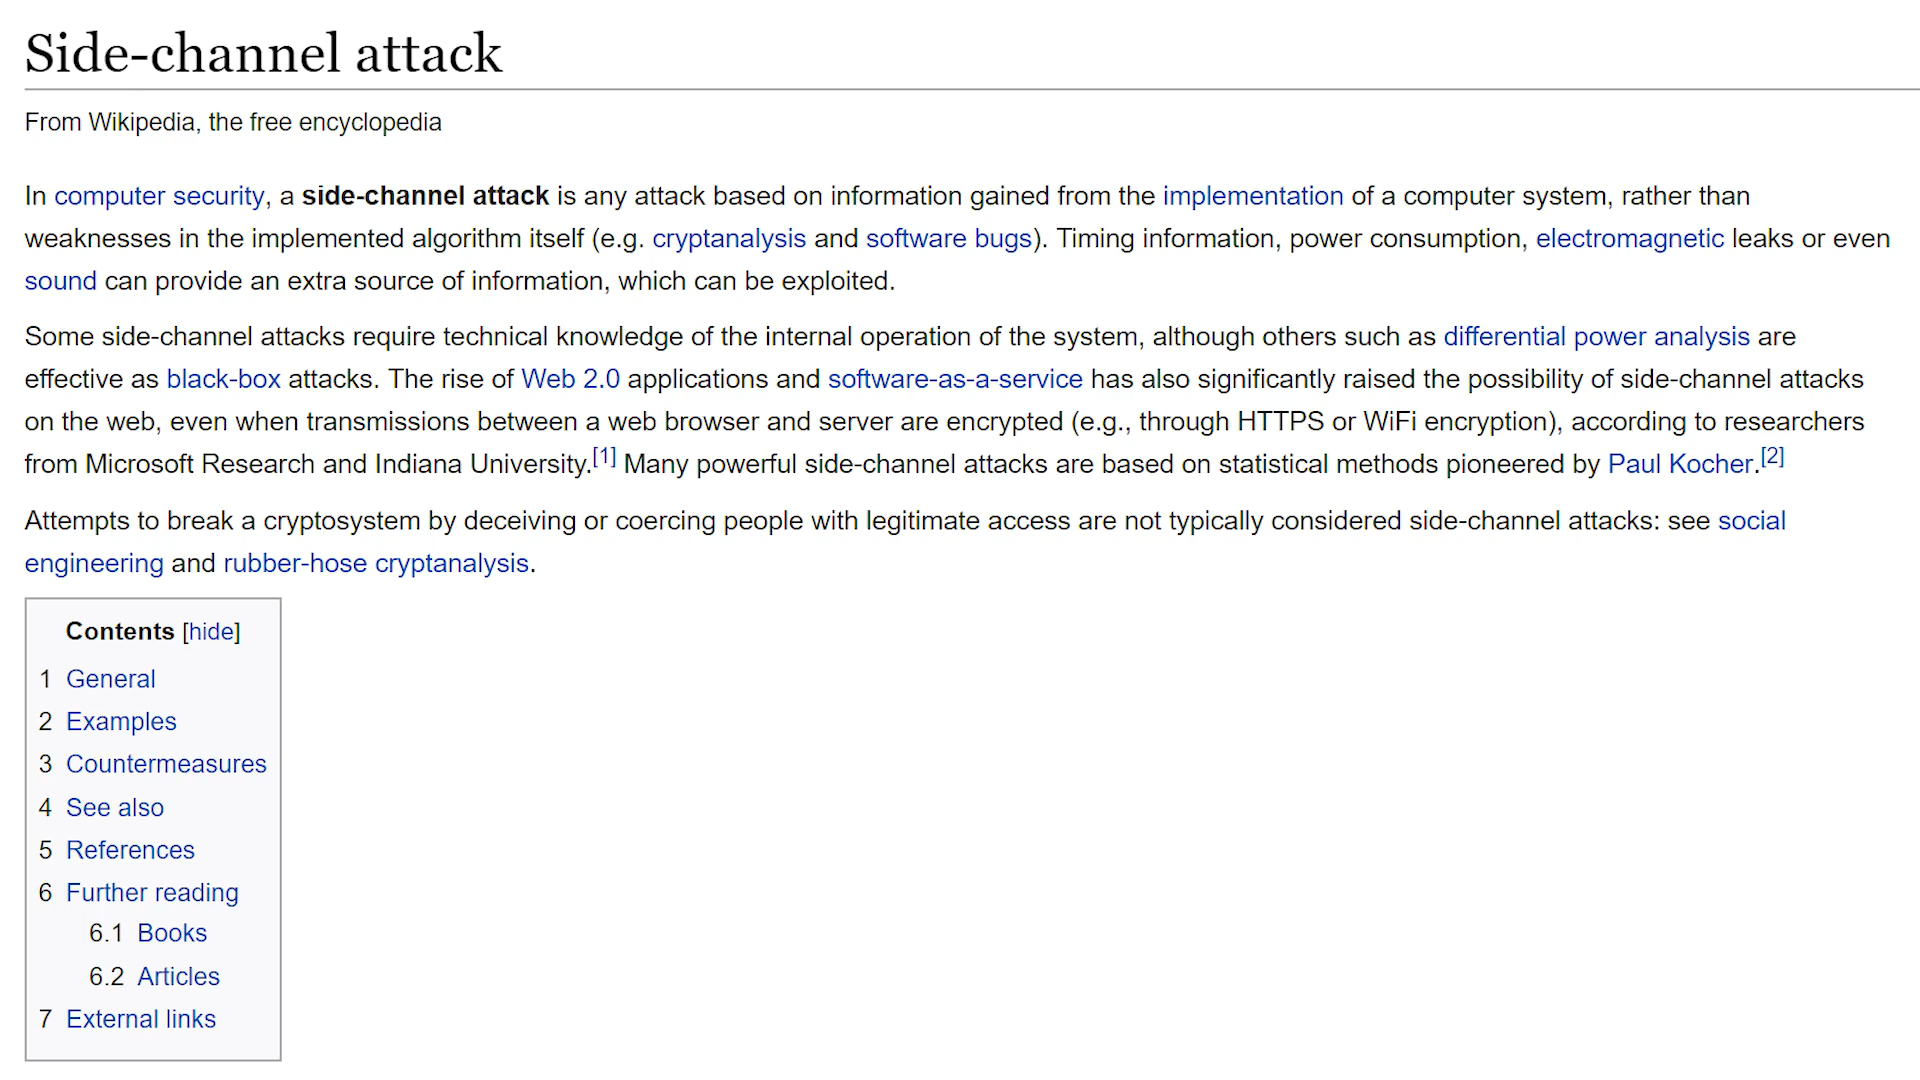 Side-channel attack
From Wikipedia, the free encyclopedia
In computer security, a side-channel attack is any attack based on information gained from the implementation of a computer system, rather than
weaknesses in the implemented algorithm itself (e.g. cryptanalysis and software bugs). Timing information, power consumption, electromagnetic leaks or even
sound can provide an extra source of information, which can be exploited.
Some side-channel attacks require technical knowledge of the internal operation of the system, although others such as differential power analysis are
effective as black-box attacks. The rise of Web 2.0 applications and software-as-a-service has also significantly raised the possibility of side-channel attacks
on the web, even when transmissions between a web browser and server are encrypted (e.g., through HTTPS or WiFi encryption), according to researchers
from Microsoft Research and Indiana University.[1] Many powerful side-channel attacks are based on statistical methods pioneered by Paul Kocher.[2]
Attempts to break a cryptosystem by deceiving or coercing people with legitimate access are not typically considered side-channel attacks: see social
engineering and rubber-hose cryptanalysis.
Contents [hide]
1 General
2 Examples
3 Countermeasures
4 See also
5 References
6 Further reading
6.1 Books
6.2 Articles
7 External links